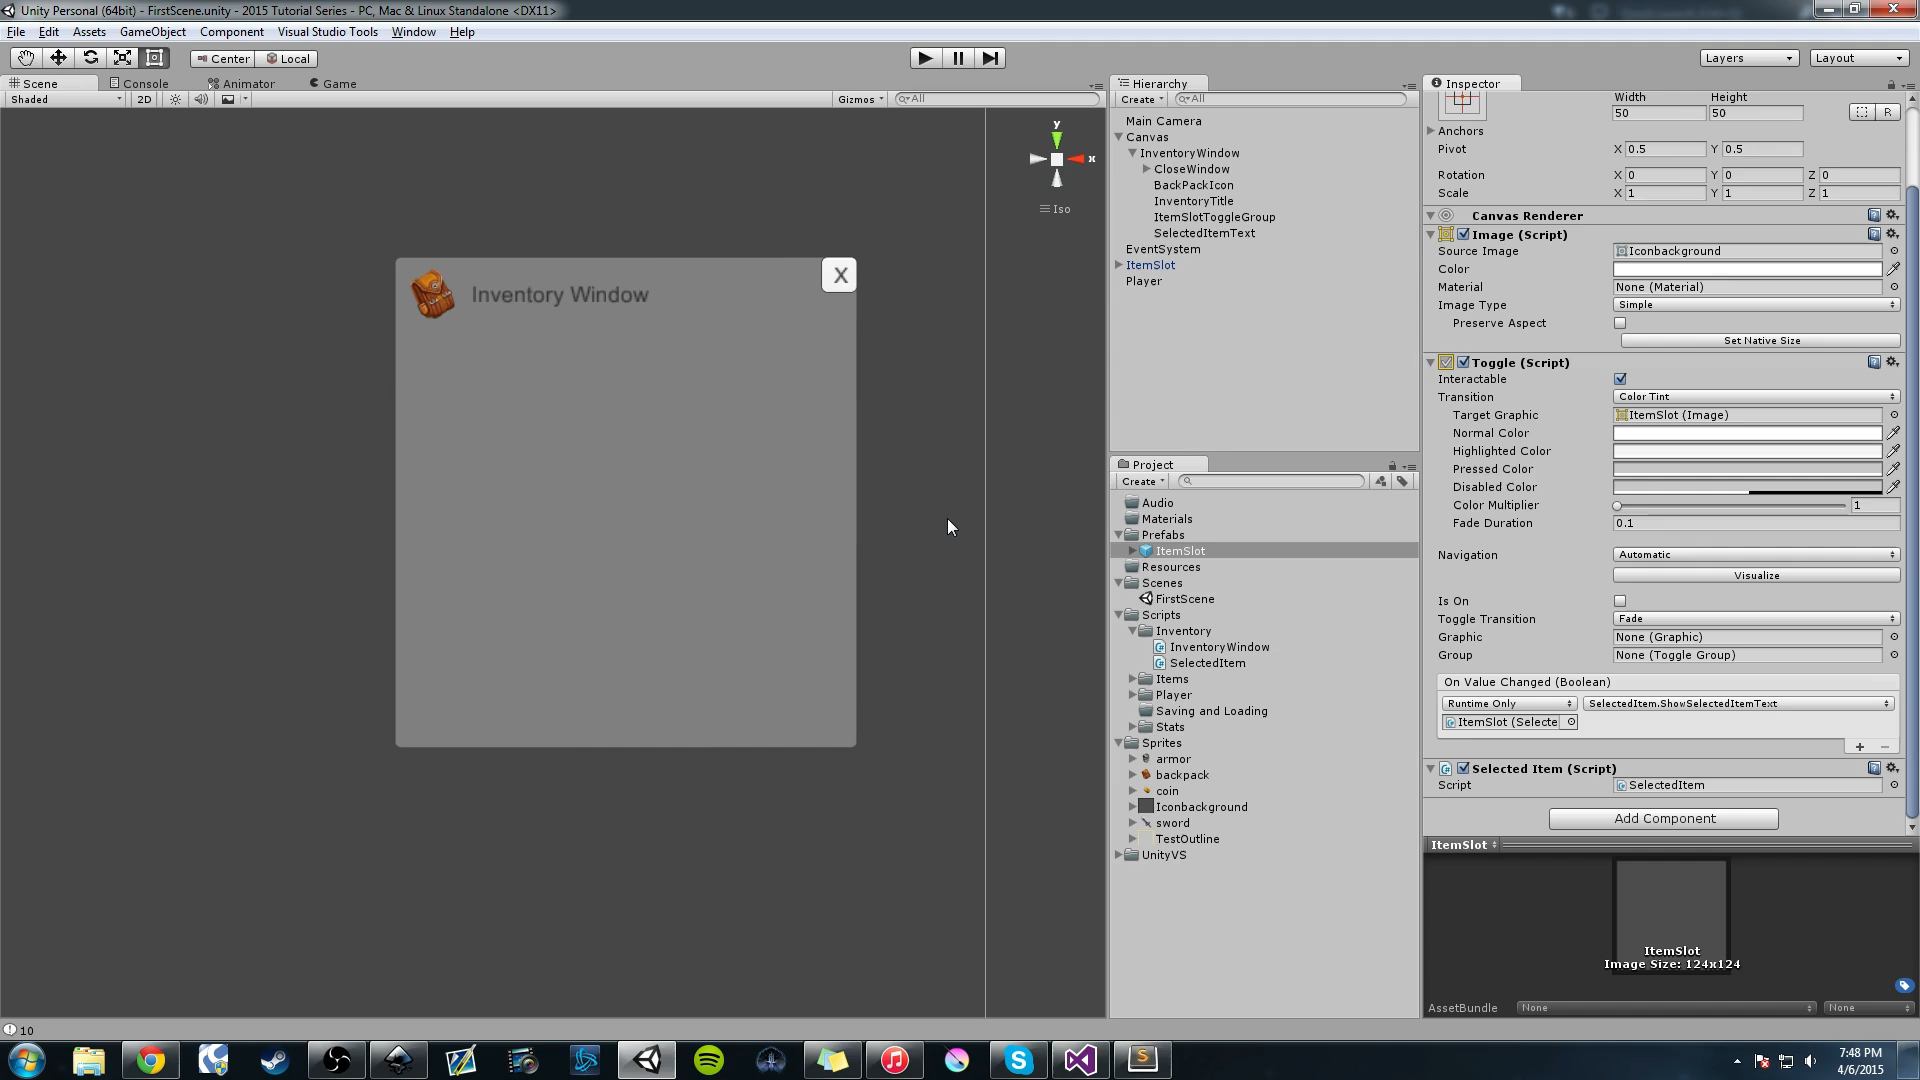 Unity Personal (64bit) - FirstScene.unity - 2015 Tutorial Series - PC, Mac & Linux Standalone <DX11>
File Edit Assets GameObject Component Visual Studio Tools Window Help
Center Local Layers Layout
Scene Console Animator Game
Shaded 2D Gizmos All
y
x
Iso
X
Inventory Window
Hierarchy
Create All
Main Camera
Canvas
InventoryWindow
CloseWindow
BackPackIcon
InventoryTitle
ItemSlotToggleGroup
SelectedItemText
EventSystem
ItemSlot
Player
Project
Create
Audio
Materials
Prefabs
ItemSlot
Resources
Scenes
FirstScene
Scripts
Inventory
InventoryWindow
SelectedItem
Items
Player
Saving and Loading
Stats
Sprites
armor
backpack
coin
Iconbackground
sword
TestOutline
UnityVS
Inspector
Width Height
50 50 R
Anchors
Pivot X 0.5 Y 0.5
Rotation X 0 Y 0 Z 0
Scale X 1 Y 1 Z 1
Canvas Renderer
Image (Script)
Source Image Iconbackground
Color
Material None (Material)
Image Type Simple
Preserve Aspect
Set Native Size
Toggle (Script)
Interactable
Transition Color Tint
Target Graphic ItemSlot (Image)
Normal Color
Highlighted Color
Pressed Color
Disabled Color
Color Multiplier 1
Fade Duration 0.1
Navigation Automatic
Visualize
Is On
Toggle Transition Fade
Graphic None (Graphic)
Group None (Toggle Group)
On Value Changed (Boolean)
Runtime Only SelectedItem.ShowSelectedItemText
ItemSlot (Selecte
+ −
Selected Item (Script)
Script SelectedItem
Add Component
ItemSlot
ItemSlot
Image Size: 124x124
AssetBundle None None
10
7:48 PM
4/6/2015